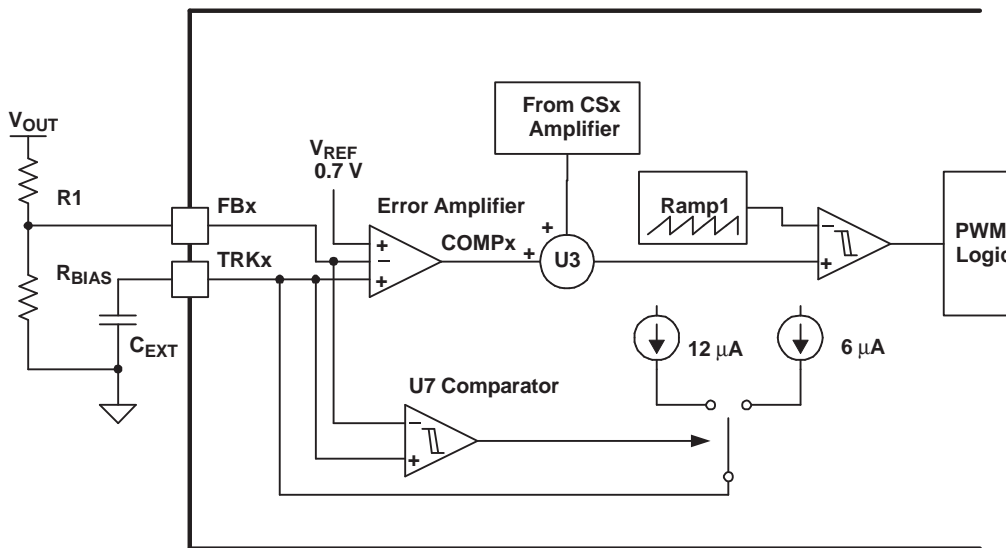 From CSx
Amplifier
VOUT
VREF
0.7 V
R1
FBx
Error Amplifier
Ramp1
COMPx
TRKx
U3
PWM
Logic
RBIAS
CEXT
12 μA
6 μA
U7 Comparator
+
−
+
+
+
−
+
−
+